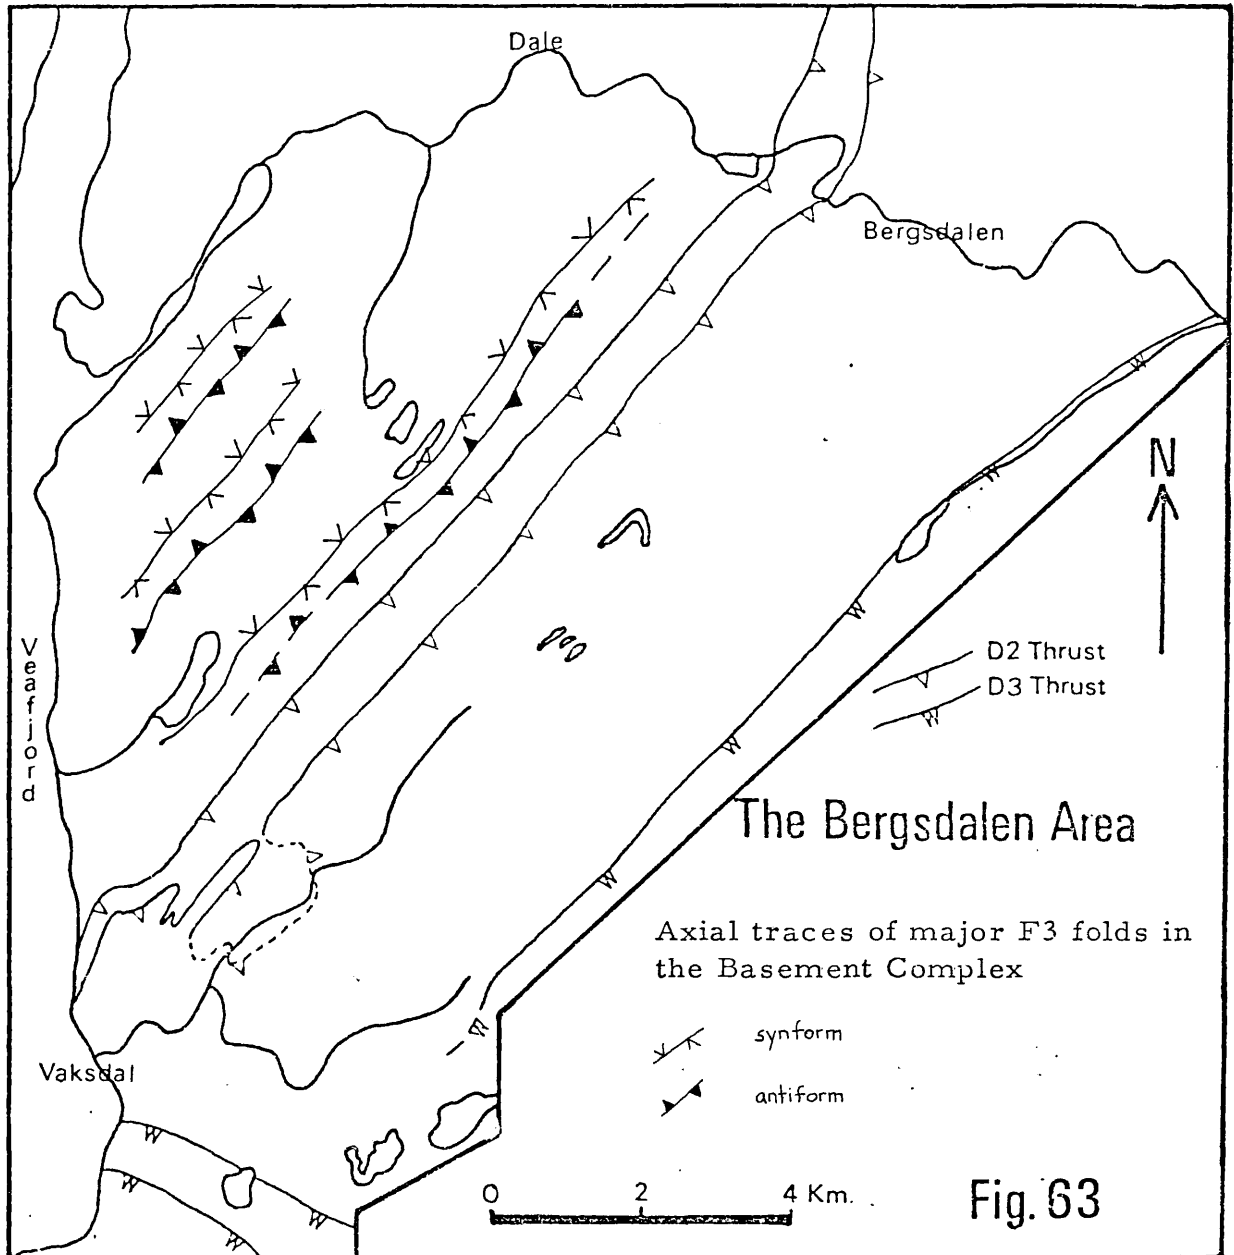 Dale
Bergsdalen
N
Veafjord
D2 Thrust
D3 Thrust
The Bergsdalen Area
Axial traces of major F3 folds in
the Basement Complex
synform
antiform
Vaksdal
0 2 4 Km.
Fig. 63